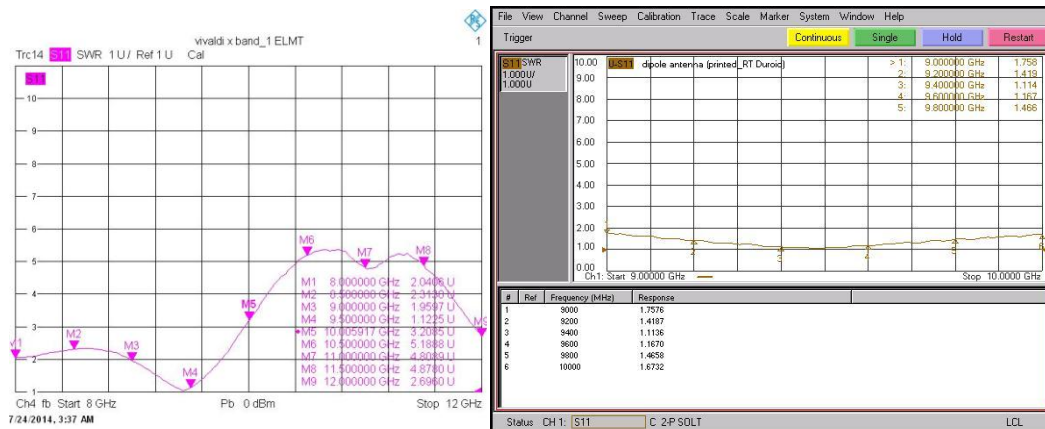 vivaldi x band_1 ELMT
1
Trc14 S11 SWR 1 U/ Ref 1 U Cal
S11
10
9
8
7
6
5
4
3
2
1
M1
M2
M3
M4
M5
M6
M7
M8
M9
M1 8.000000 GHz 2.0406 U
M2 8.500000 GHz 2.3130 U
M3 9.000000 GHz 1.9597 U
M4 9.500000 GHz 1.1225 U
•M5 10.005917 GHz 3.2085 U
M6 10.500000 GHz 5.1888 U
M7 11.000000 GHz 4.8089 U
M8 11.500000 GHz 4.8780 U
M9 12.000000 GHz 2.6960 U
Ch4 fb Start 8 GHz Pb 0 dBm Stop 12 GHz
7/24/2014, 3:37 AM
File View Channel Sweep Calibration Trace Scale Marker System Window Help
Trigger Continuous Single Hold Restart
S11 SWR
1.000U/
1.000U
10.00
9.00
8.00
7.00
6.00
5.00
4.00
3.00
2.00
1.00
0.00
U-S11 dipole antenna (printed_RT Duroid)
> 1: 9.000000 GHz 1.758
2: 9.200000 GHz 1.419
3: 9.400000 GHz 1.114
4: 9.600000 GHz 1.167
5: 9.800000 GHz 1.466
Ch1: Start 9.00000 GHz Stop 10.0000 GHz
# Ref Frequency (MHz) Response
1 9000 1.7576
2 9200 1.4187
3 9400 1.1136
4 9600 1.1670
5 9800 1.4658
6 10000 1.6732
Status CH 1: S11 C 2-P SOLT LCL